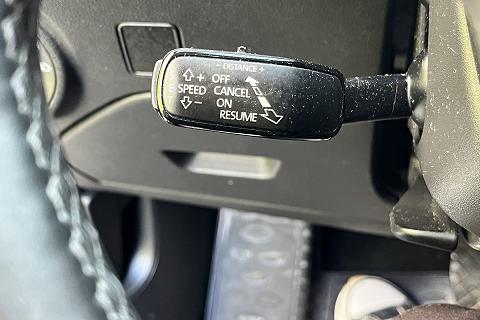 − DISTANCE +
+ OFF
SPEED CANCEL
− ON
RESUME